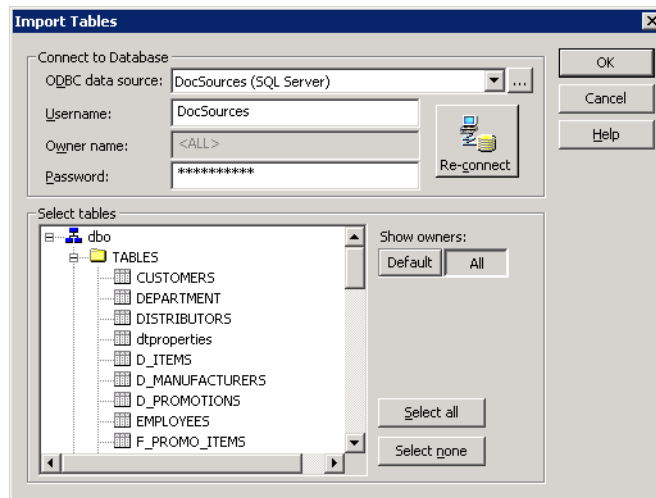 Import Tables
Connect to Database
ODBC data source: DocSources (SQL Server) ...
Username: DocSources
Owner name: <ALL>
Password: **********
Re-connect
OK
Cancel
Help
Select tables
dbo
TABLES
CUSTOMERS
DEPARTMENT
DISTRIBUTORS
dtproperties
D_ITEMS
D_MANUFACTURERS
D_PROMOTIONS
EMPLOYEES
F_PROMO_ITEMS
Show owners:
Default All
Select all
Select none